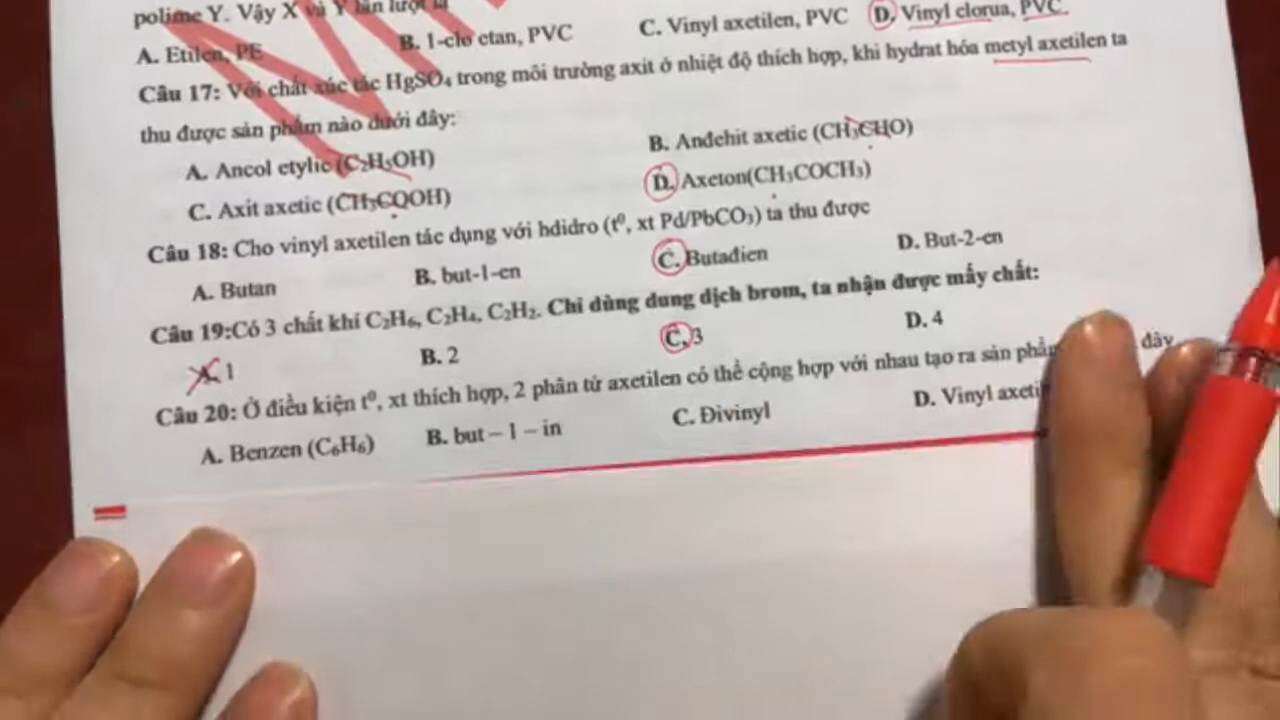 polime Y. Vậy X và Y lần lượt là
A. Etilen, PE B. 1-clo etan, PVC C. Vinyl axetilen, PVC D. Vinyl clorua, PVC.
Câu 17: Với chất xúc tác HgSO₄ trong môi trường axit ở nhiệt độ thích hợp, khi hydrat hóa metyl axetilen ta
thu được sản phẩm nào dưới đây:
A. Ancol etylic (C₂H₅OH) B. Anđehit axetic (CH₃CHO)
C. Axit axetic (CH₃COOH) D. Axeton(CH₃COCH₃)
Câu 18: Cho vinyl axetilen tác dụng với hdidro (t⁰, xt Pd/PbCO₃) ta thu được
A. Butan B. but-1-en C. Butađien D. But-2-en
Câu 19:Có 3 chất khí C₂H₆, C₂H₄, C₂H₂. Chỉ dùng dung dịch brom, ta nhận được mấy chất:
A. 1 B. 2 C. 3 D. 4
Câu 20: Ở điều kiện t⁰, xt thích hợp, 2 phân tử axetilen có thể cộng hợp với nhau tạo ra sản đây
A. Benzen (C₆H₆) B. but – 1 – in C. Đivinyl D. Vinyl